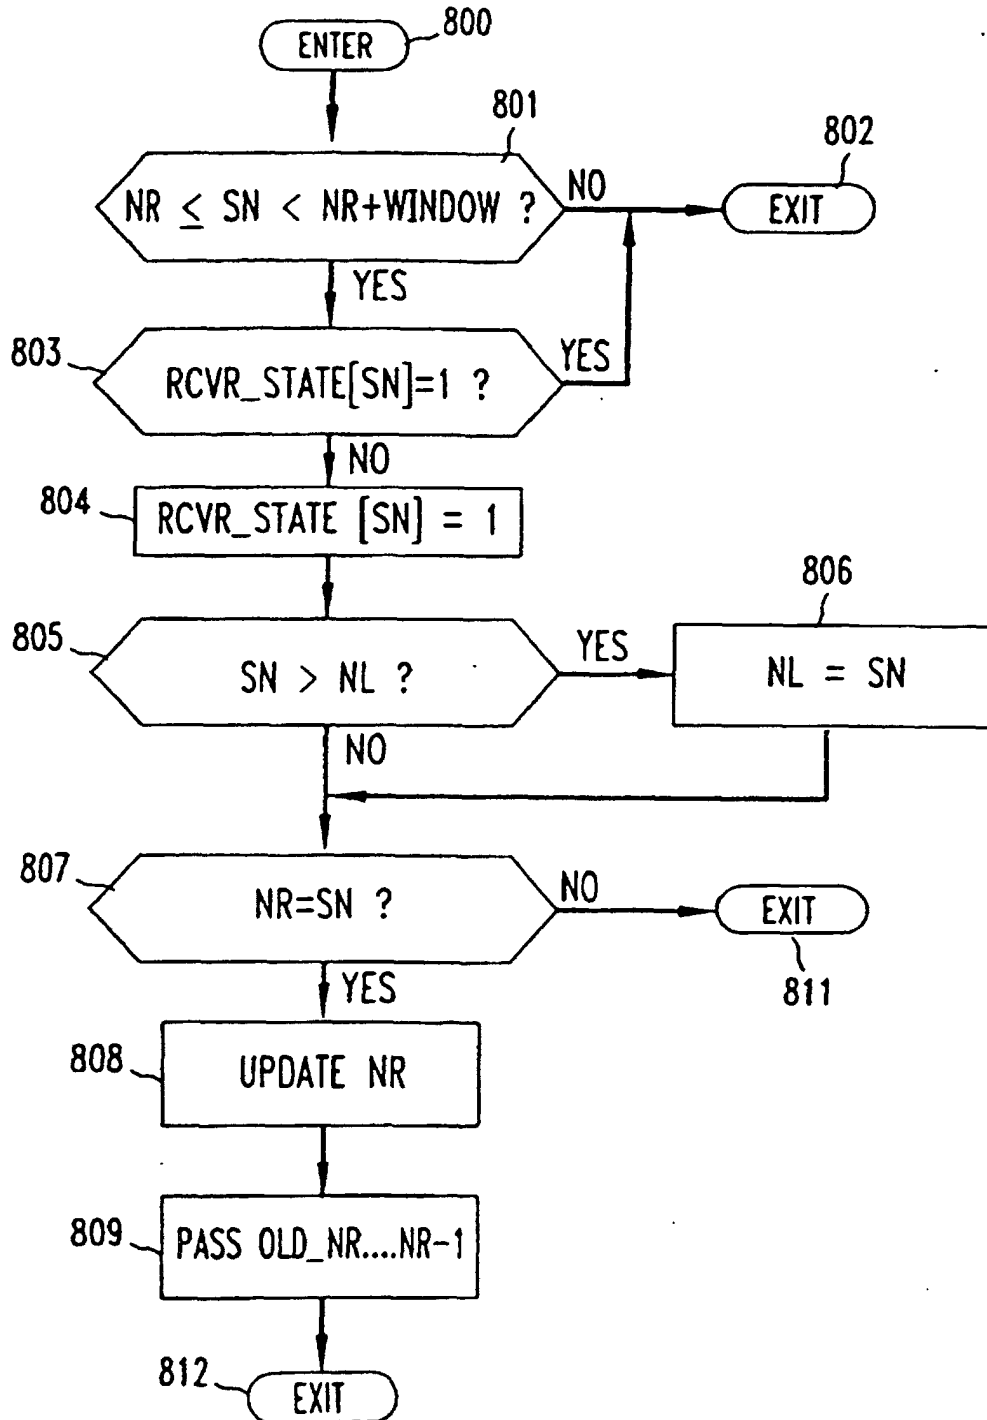 ENTER
800
801
NR ≤ SN < NR+WINDOW ?
NO
802
EXIT
YES
803
RCVR_STATE[SN]=1 ?
YES
NO
804
RCVR_STATE [SN] = 1
805
SN > NL ?
YES
806
NL = SN
NO
807
NR=SN ?
NO
EXIT
811
YES
808
UPDATE NR
809
PASS OLD_NR....NR-1
812
EXIT